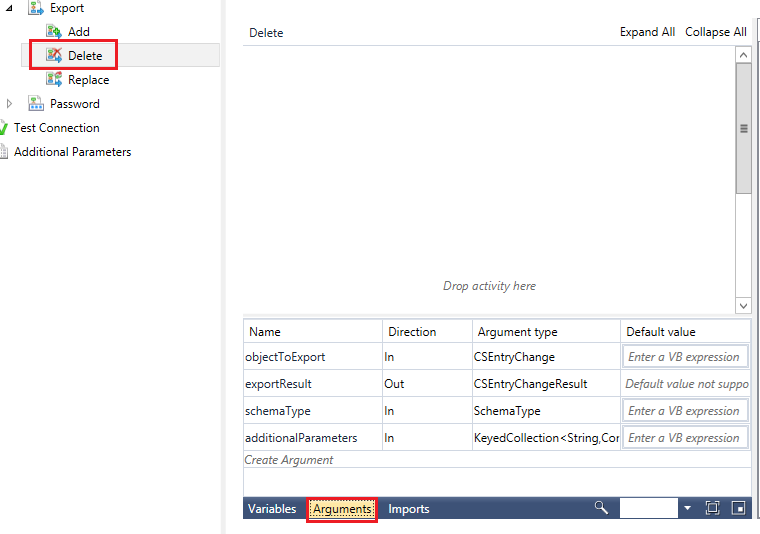 Export
Add
Delete
Replace
Password
Test Connection
Additional Parameters
Delete Expand All Collapse All
Drop activity here
Name Direction Argument type Default value
objectToExport In CSEntryChange Enter a VB expression
exportResult Out CSEntryChangeResult Default value not suppo
schemaType In SchemaType Enter a VB expression
additionalParameters In KeyedCollection<String,Cor Enter a VB expression
Create Argument
Variables Arguments Imports